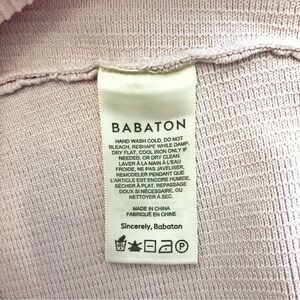 BABATON
HAND WASH COLD, DO NOT
BLEACH, RESHAPE WHILE DAMP,
DRY FLAT, COOL IRON ONLY IF
NEEDED, OR DRY CLEAN.
LAVER À LA MAIN À L'EAU
FROIDE, NE PAS JAVELISER,
REMODELER PENDANT QUE
L'ARTICLE EST ENCORE HUMIDE,
SÉCHER À PLAT, REPASSAGE
DOUX SI NÉCESSAIRE, OU
NETTOYER À SEC.
MADE IN CHINA
FABRIQUÉ EN CHINE
Sincerely, Babaton
P